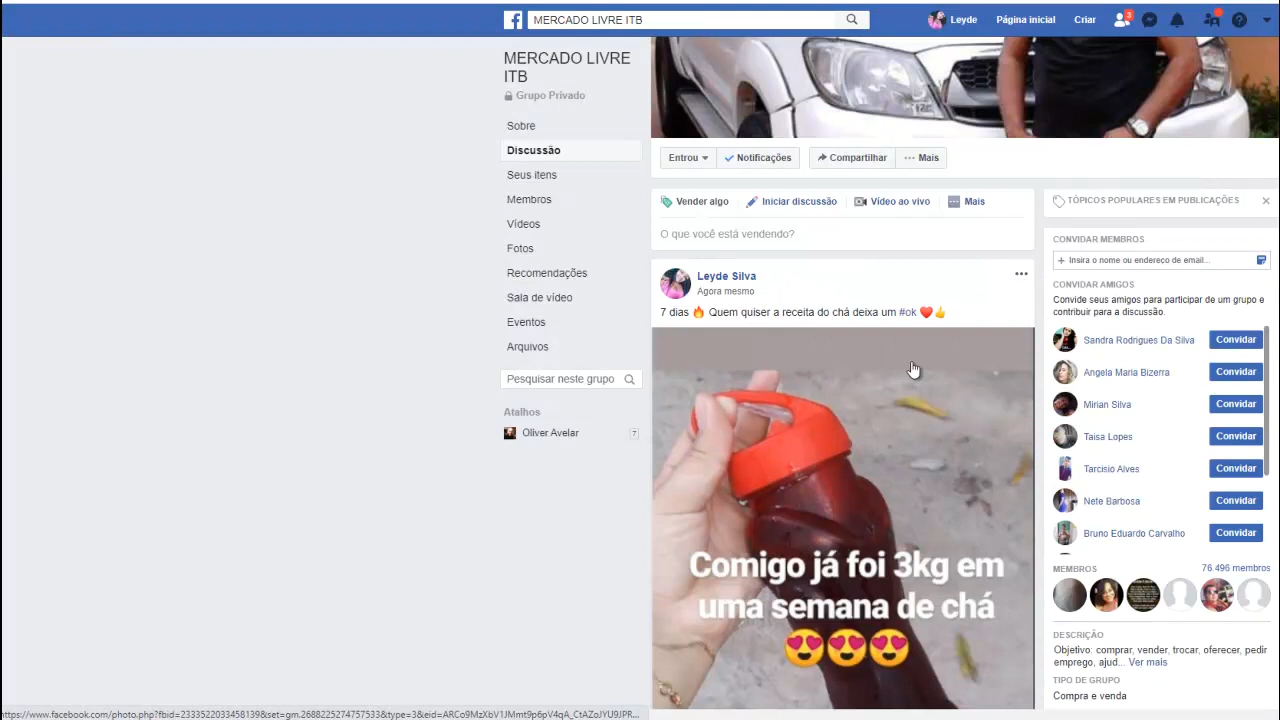 MERCADO LIVRE ITB
Leyde
Página inicial
Criar
3
MERCADO LIVRE
ITB
Grupo Privado
Sobre
Discussão
Seus itens
Membros
Vídeos
Fotos
Recomendações
Sala de vídeo
Eventos
Arquivos
Pesquisar neste grupo
Atalhos
Oliver Avelar
7
Entrou
Notificações
Compartilhar
Mais
Vender algo
Iniciar discussão
Vídeo ao vivo
Mais
O que você está vendendo?
Leyde Silva
Agora mesmo
7 dias 🔥 Quem quiser a receita do chá deixa um #ok ❤️👍
Comigo já foi 3kg em
uma semana de chá
😍😍😍
TÓPICOS POPULARES EM PUBLICAÇÕES
CONVIDAR MEMBROS
+ Insira o nome ou endereço de email...
CONVIDAR AMIGOS
Convide seus amigos para participar de um grupo e
contribuir para a discussão.
Sandra Rodrigues Da Silva Convidar
Angela Maria Bizerra Convidar
Mirian Silva Convidar
Taisa Lopes Convidar
Tarcisio Alves Convidar
Nete Barbosa Convidar
Bruno Eduardo Carvalho Convidar
MEMBROS 76.496 membros
DESCRIÇÃO
Objetivo: comprar, vender, trocar, oferecer, pedir
emprego, ajud... Ver mais
TIPO DE GRUPO
Compra e venda